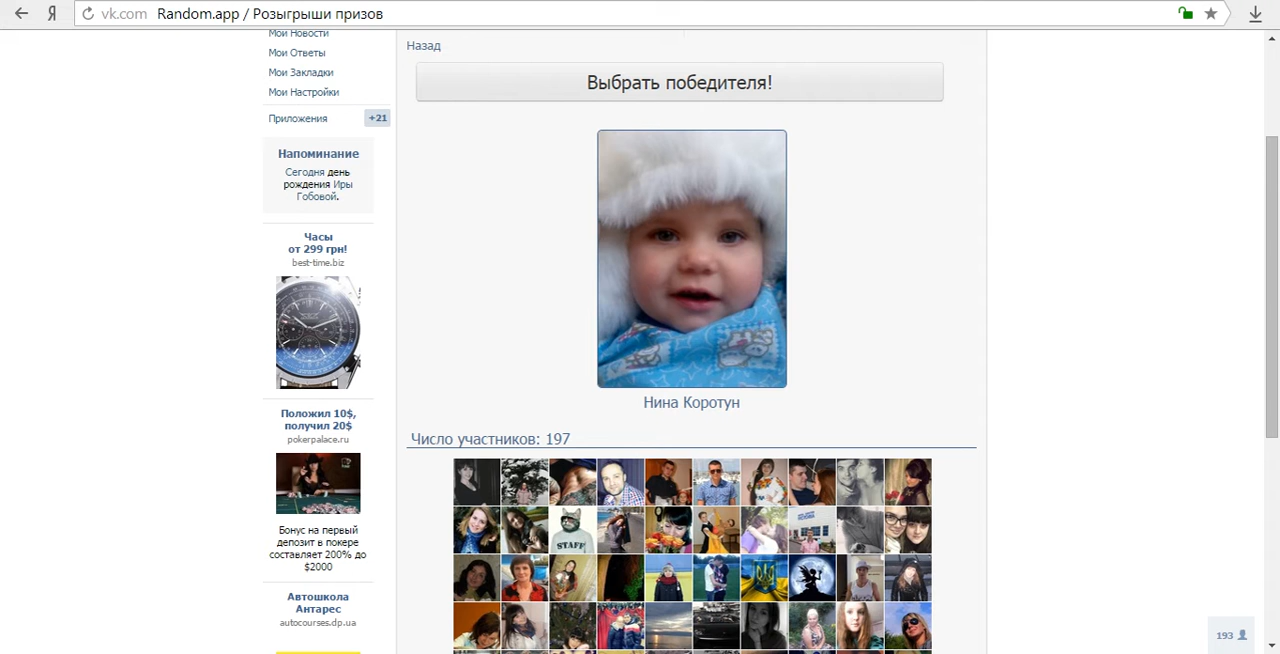 vk.com Random.app / Розыгрыши призов
Мои Новости
Мои Ответы
Мои Закладки
Мои Настройки
Приложения +21
Напоминание
Сегодня день
рождения Иры
Гобовой.
Часы
от 299 грн!
best-time.biz
Положил 10$,
получил 20$
pokerpalace.ru
Бонус на первый
депозит в покере
составляет 200% до
$2000
Автошкола
Антарес
autocourses.dp.ua
Назад
Выбрать победителя!
Нина Коротун
Число участников: 197
STAFF
193